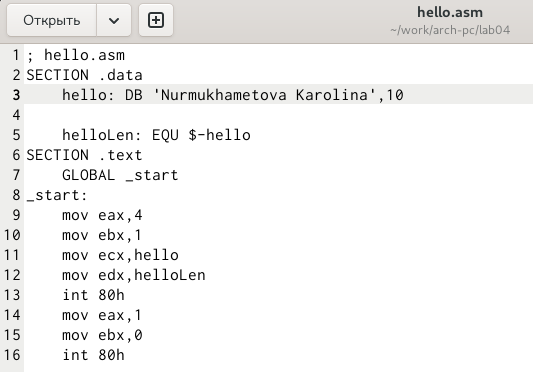 Открыть
hello.asm
~/work/arch-pc/lab04
1 ; hello.asm
2 SECTION .data
3     hello: DB 'Nurmukhametova Karolina',10
4
5     helloLen: EQU $-hello
6 SECTION .text
7     GLOBAL _start
8 _start:
9     mov eax,4
10     mov ebx,1
11     mov ecx,hello
12     mov edx,helloLen
13     int 80h
14     mov eax,1
15     mov ebx,0
16     int 80h